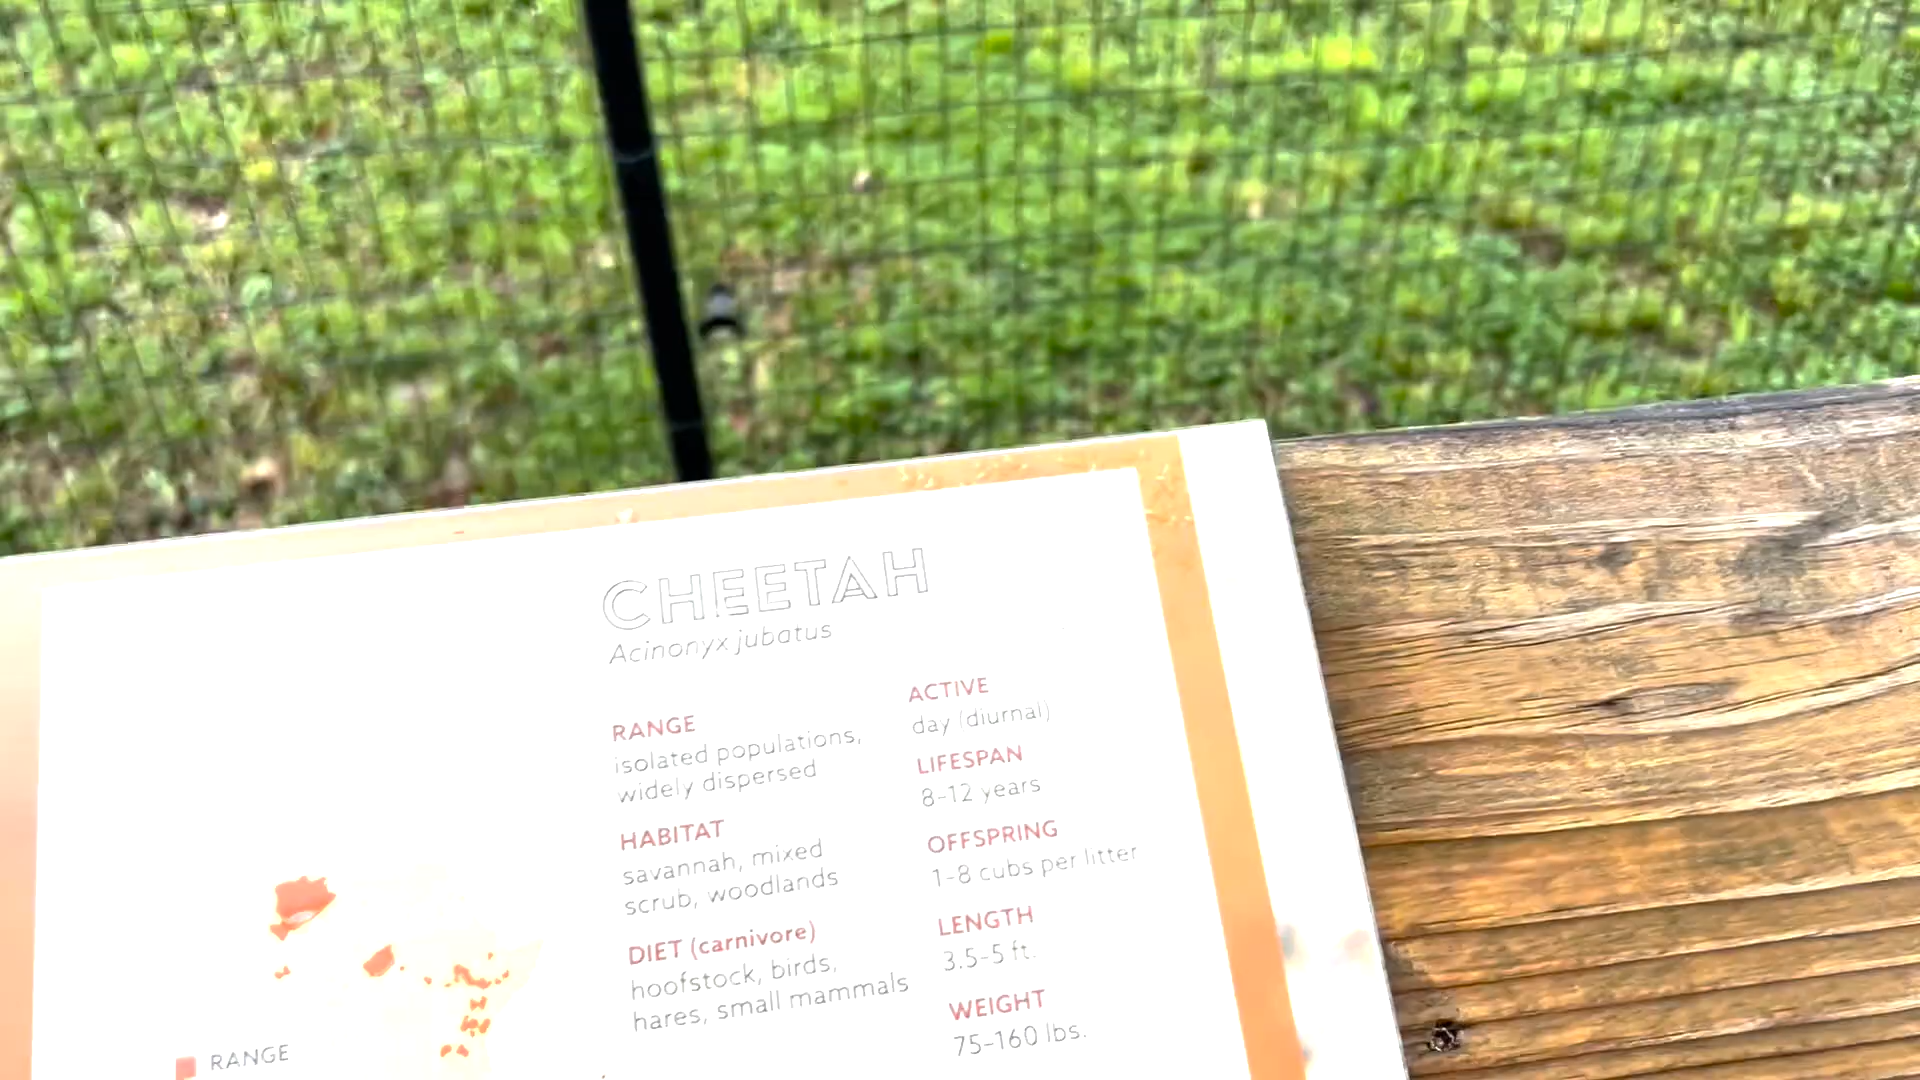 CHEETAH
Acinonyx jubatus
RANGE
isolated populations,
widely dispersed
HABITAT
savannah, mixed
scrub, woodlands
DIET (carnivore)
hoofstock, birds,
hares, small mammals
ACTIVE
day (diurnal)
LIFESPAN
8-12 years
OFFSPRING
1-8 cubs per litter
LENGTH
3.5-5 ft.
WEIGHT
75-160 lbs.
RANGE